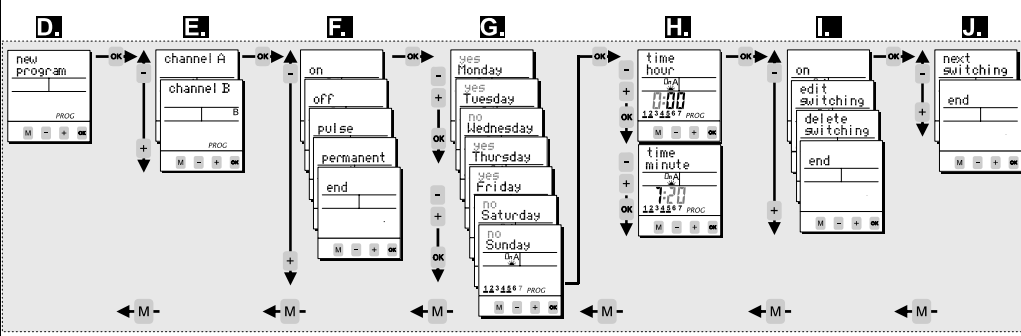 D.
E.
F.
G.
H.
I.
J.
new
program
PROG
M - + OK
OK
-
+
channel A
channel B
B
PROG
M - + OK
OK
-
+
on
off
pulse
permanent
end
M - + OK
OK
-
+
OK
-
+
OK
yes
Monday
yes
Tuesday
no
Wednesday
yes
Thursday
yes
Friday
no
Saturday
no
Sunday
On A
1234567 PROG
M - + OK
OK
-
+
OK
-
+
OK
time
hour
On A
0:00
1234567 PROG
M - + OK
time
minute
On A
7:20
1234567 PROG
M - + OK
OK
-
+
on
edit
switching
delete
switching
end
M - + OK
OK
-
+
next
switching
end
M - + OK
M -
M -
M -
M -
M -
M -